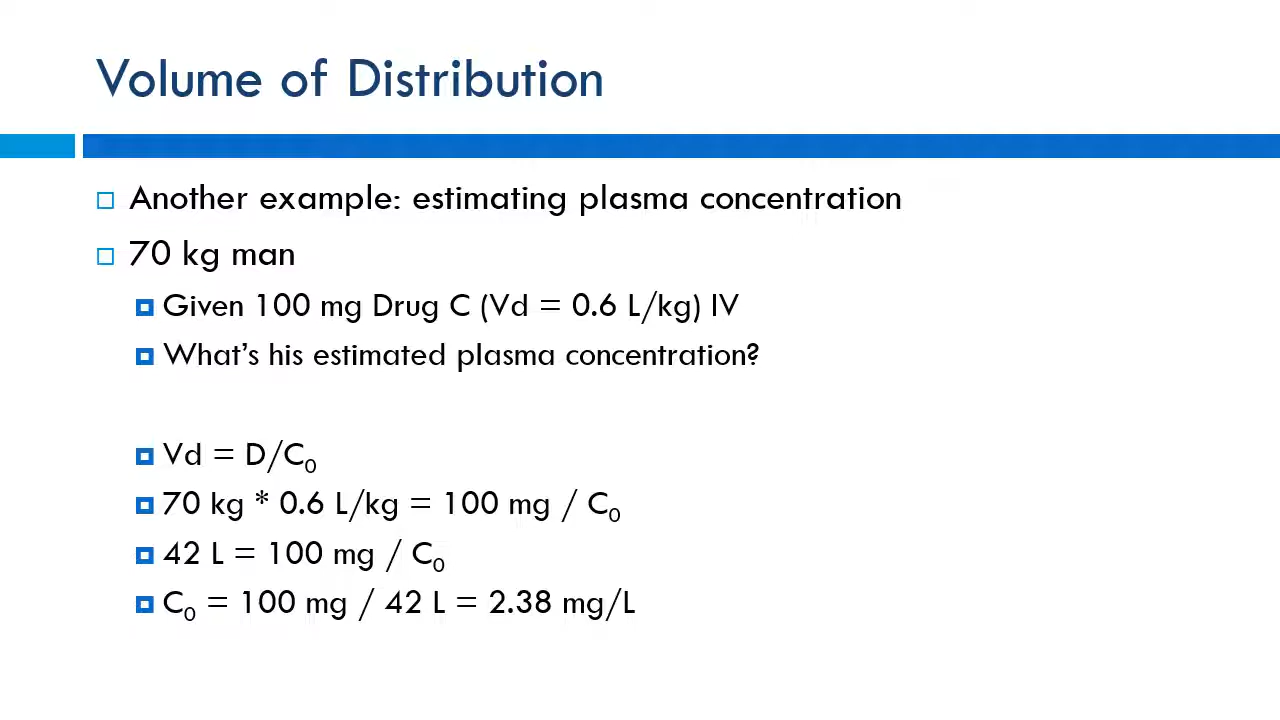 Volume of Distribution
Another example: estimating plasma concentration
70 kg man
Given 100 mg Drug C (Vd = 0.6 L/kg) IV
What’s his estimated plasma concentration?
Vd = D/C₀
70 kg * 0.6 L/kg = 100 mg / C₀
42 L = 100 mg / C₀
C₀ = 100 mg / 42 L = 2.38 mg/L